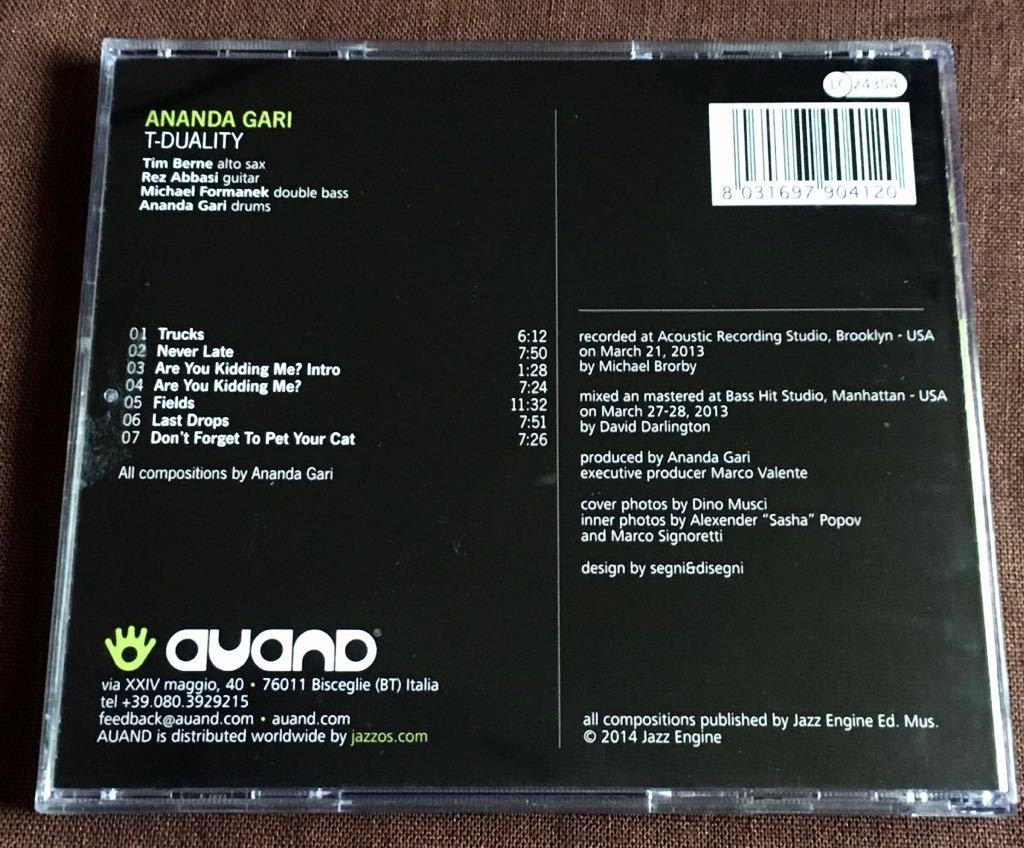 LC 24354
8 031697 904120
ANANDA GARI
T-DUALITY
Tim Berne alto sax
Rez Abbasi guitar
Michael Formanek double bass
Ananda Gari drums
01 Trucks 6:12
02 Never Late 7:50
03 Are You Kidding Me? Intro 1:28
04 Are You Kidding Me? 7:24
05 Fields 11:32
06 Last Drops 7:51
07 Don't Forget To Pet Your Cat 7:26
All compositions by Ananda Gari
AUAND®
via XXIV maggio, 40 • 76011 Bisceglie (BT) Italia
tel +39.080.3929215
feedback@auand.com • auand.com
AUAND is distributed worldwide by jazzos.com
recorded at Acoustic Recording Studio, Brooklyn - USA
on March 21, 2013
by Michael Brorby
mixed an mastered at Bass Hit Studio, Manhattan - USA
on March 27-28, 2013
by David Darlington
produced by Ananda Gari
executive producer Marco Valente
cover photos by Dino Musci
inner photos by Alexender "Sasha" Popov
and Marco Signoretti
design by segni&disegni
all compositions published by Jazz Engine Ed. Mus.
© 2014 Jazz Engine